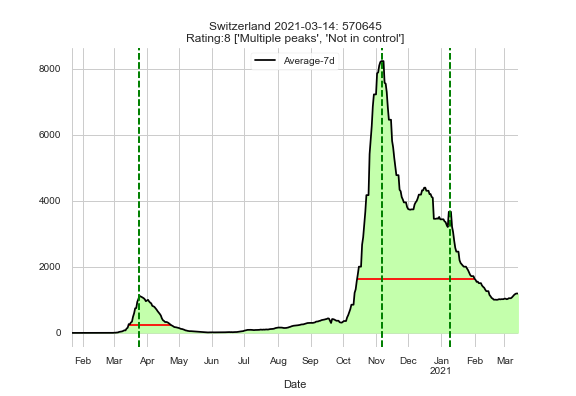 Switzerland 2021-03-14: 570645
Rating:8 ['Multiple peaks', 'Not in control']
Average-7d
8000
6000
4000
2000
0
Feb Mar Apr May Jun Jul Aug Sep Oct Nov Dec Jan Feb Mar
2021
Date